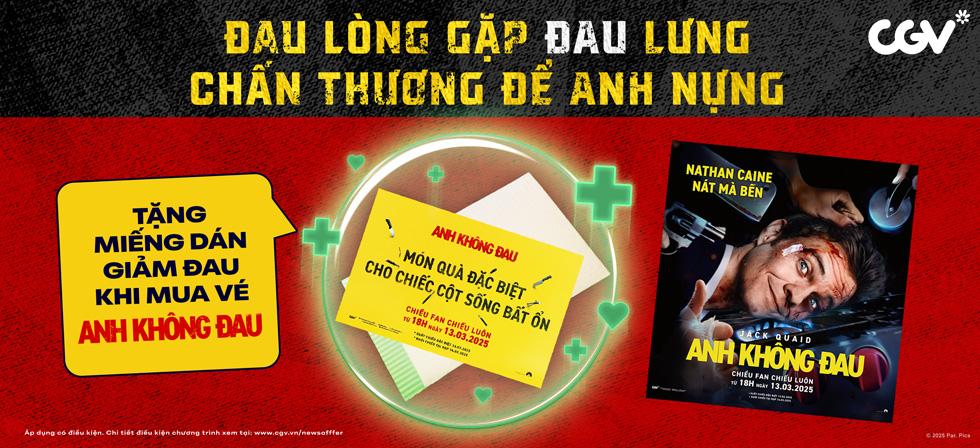 ĐAU LÒNG GẶP ĐAU LƯNG
CHẤN THƯƠNG ĐỂ ANH NỰNG
CGV
TẶNG
MIẾNG DÁN
GIẢM ĐAU
KHI MUA VÉ
ANH KHÔNG ĐAU
ANH KHÔNG ĐAU
MÓN QUÀ ĐẶC BIỆT
CHO CHIẾC CỘT SỐNG BẤT ỔN
CHIẾU FAN CHIẾU LUÔN
TỪ 18H NGÀY 13.03.2025
NATHAN CAINE
NÁT MÀ BỀN
JACK QUAID
ANH KHÔNG ĐAU
CHIẾU FAN CHIẾU LUÔN
TỪ 18H NGÀY 13.03.2025
Áp dụng có điều kiện. Chi tiết điều kiện chương trình xem tại: www.cgv.vn/newsofffer
© 2025 Par. Pics